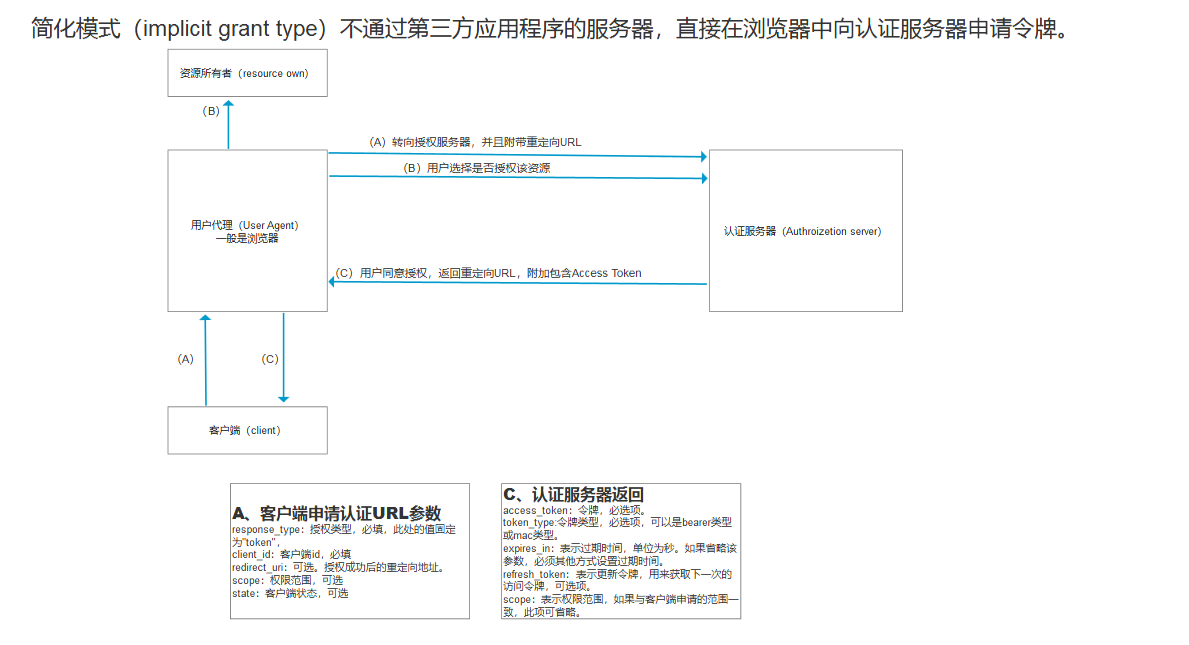 简化模式（implicit grant type）不通过第三方应用程序的服务器，直接在浏览器中向认证服务器申请令牌。
资源所有者（resource own）
（B）
（A）转向授权服务器，并且附带重定向URL
（B）用户选择是否授权该资源
用户代理（User Agent）
一般是浏览器
认证服务器（Authroizetion server）
（C）用户同意授权，返回重定向URL，附加包含Access Token
（A）
（C）
客户端（client）
A、客户端申请认证URL参数
response_type：授权类型，必填，此处的值固定
为"token"，
client_id：客户端id，必填
redirect_uri：可选。授权成功后的重定向地址。
scope：权限范围，可选
state：客户端状态，可选
C、认证服务器返回
access_token：令牌，必选项。
token_type:令牌类型，必选项，可以是bearer类型
或mac类型。
expires_in：表示过期时间，单位为秒。如果省略该
参数，必须其他方式设置过期时间。
refresh_token：表示更新令牌，用来获取下一次的
访问令牌，可选项。
scope：表示权限范围，如果与客户端申请的范围一
致，此项可省略。